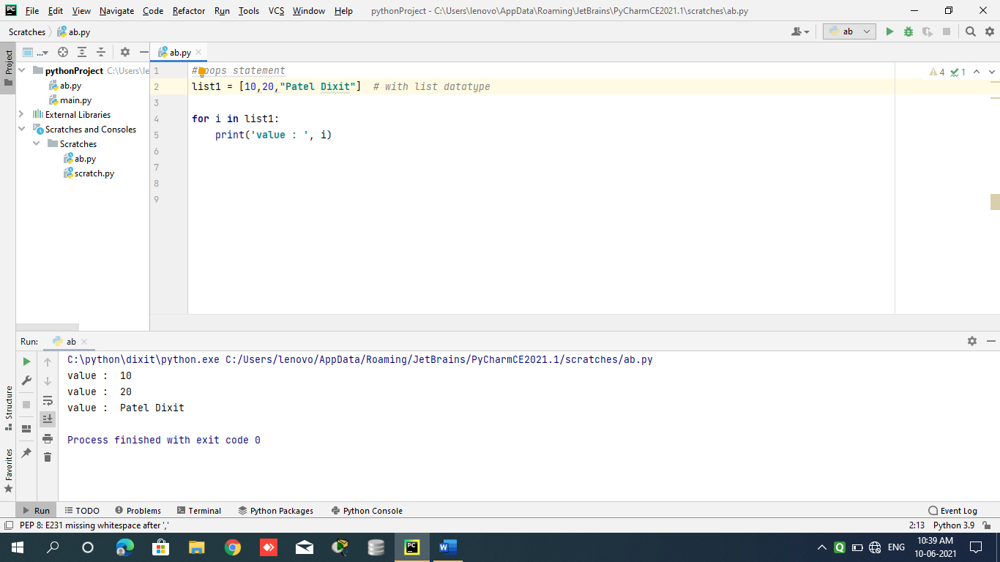 PC File Edit View Navigate Code Refactor Run Tools VCS Window Help pythonProject - C:\Users\lenovo\AppData\Roaming\JetBrains\PyCharmCE2021.1\scratches\ab.py
Scratches ab.py ab
Project
... ab.py
pythonProject C:\Users\le
ab.py
main.py
External Libraries
Scratches and Consoles
Scratches
ab.py
scratch.py
4 1
1 # oops statement
2 list1 = [10,20,"Patel Dixit"] # with list datatype
3
4 for i in list1:
5 print('value : ', i)
6
7
8
9
Run: ab
C:\python\dixit\python.exe C:/Users/lenovo/AppData/Roaming/JetBrains/PyCharmCE2021.1/scratches/ab.py
value :  10
value :  20
value :  Patel Dixit
Process finished with exit code 0
Structure
Favorites
Run TODO Problems Terminal Python Packages Python Console Event Log
PEP 8: E231 missing whitespace after ',' 2:13 Python 3.9
PC W Q ENG 10:39 AM
10-06-2021